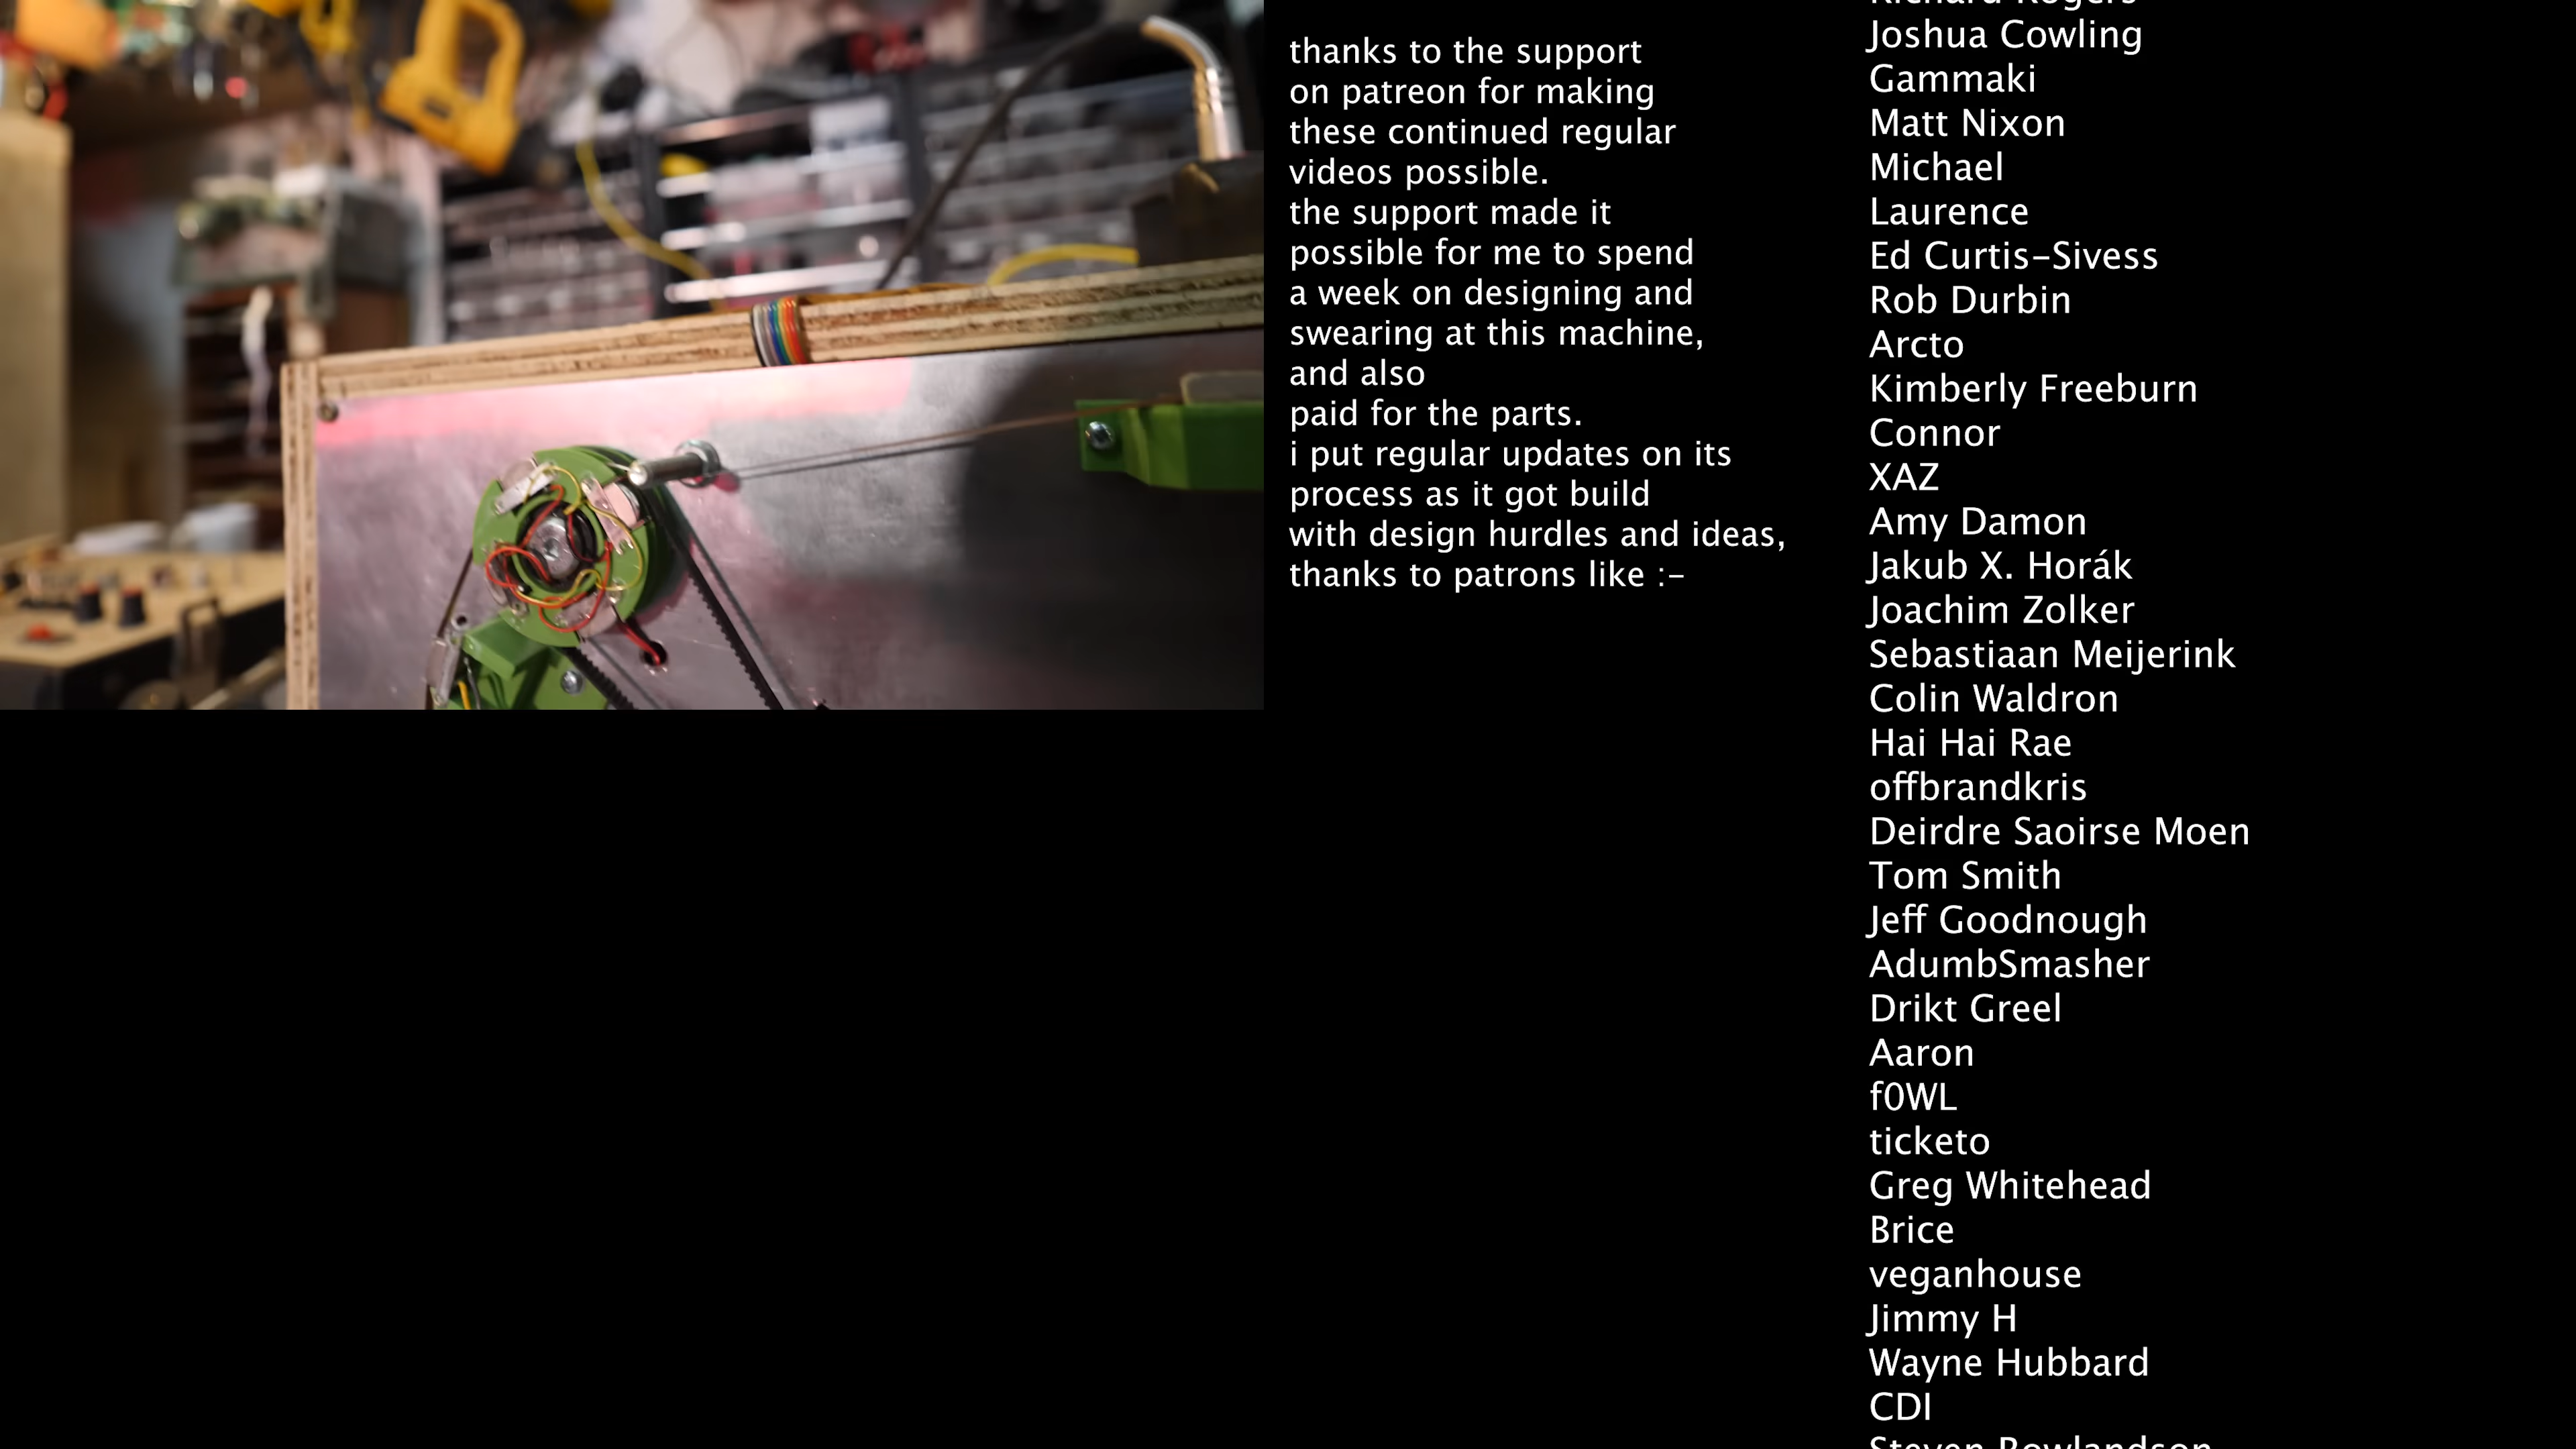 thanks to the support
on patreon for making
these continued regular
videos possible.
the support made it
possible for me to spend
a week on designing and
swearing at this machine,
and also
paid for the parts.
i put regular updates on its
process as it got build
with design hurdles and ideas,
thanks to patrons like :-
Richard Rogers
Joshua Cowling
Gammaki
Matt Nixon
Michael
Laurence
Ed Curtis-Sivess
Rob Durbin
Arcto
Kimberly Freeburn
Connor
XAZ
Amy Damon
Jakub X. Horák
Joachim Zolker
Sebastiaan Meijerink
Colin Waldron
Hai Hai Rae
offbrandkris
Deirdre Saoirse Moen
Tom Smith
Jeff Goodnough
AdumbSmasher
Drikt Greel
Aaron
f0WL
ticketo
Greg Whitehead
Brice
veganhouse
Jimmy H
Wayne Hubbard
CDI
Steven Rowlandson